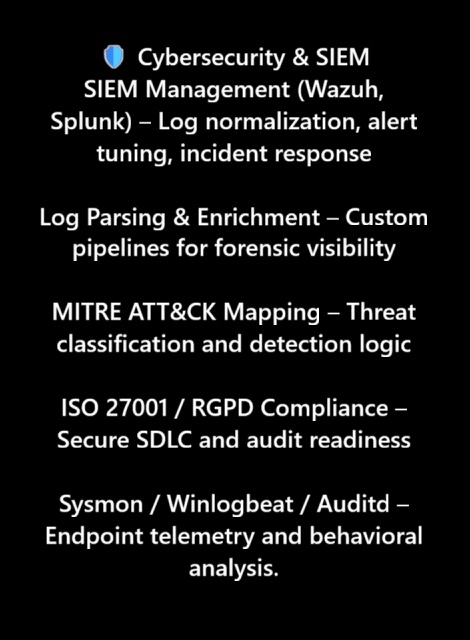 🛡️ Cybersecurity & SIEM
SIEM Management (Wazuh,
Splunk) – Log normalization, alert
tuning, incident response
Log Parsing & Enrichment – Custom
pipelines for forensic visibility
MITRE ATT&CK Mapping – Threat
classification and detection logic
ISO 27001 / RGPD Compliance –
Secure SDLC and audit readiness
Sysmon / Winlogbeat / Auditd –
Endpoint telemetry and behavioral
analysis.